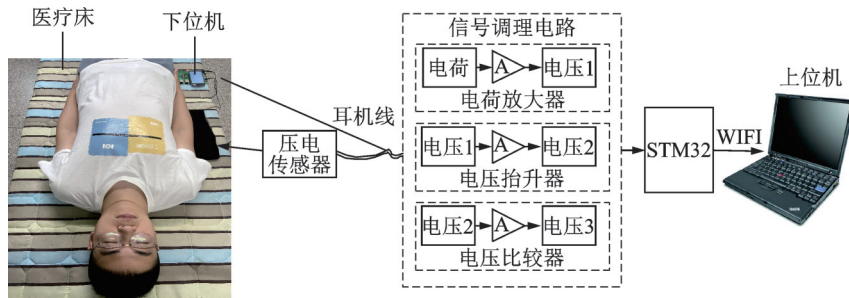 医疗床
下位机
耳机线
压电
传感器
信号调理电路
电荷
A
电压1
电荷放大器
电压1
A
电压2
电压抬升器
电压2
A
电压3
电压比较器
STM32
WIFI
上位机